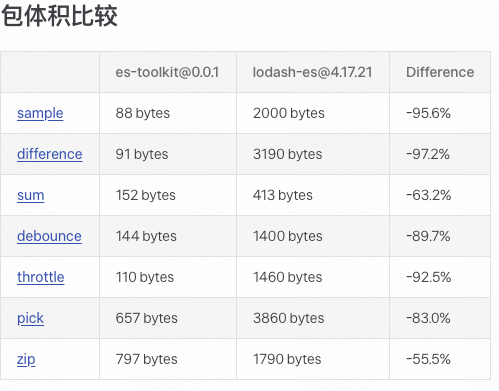 包体积比较
es-toolkit@0.0.1 lodash-es@4.17.21 Difference
sample 88 bytes 2000 bytes -95.6%
difference 91 bytes 3190 bytes -97.2%
sum 152 bytes 413 bytes -63.2%
debounce 144 bytes 1400 bytes -89.7%
throttle 110 bytes 1460 bytes -92.5%
pick 657 bytes 3860 bytes -83.0%
zip 797 bytes 1790 bytes -55.5%